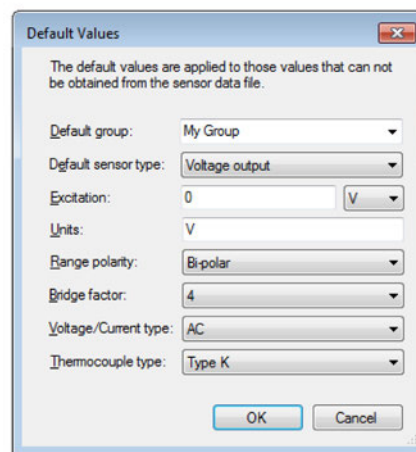 Default Values
The default values are applied to those values that can not
be obtained from the sensor data file.
Default group: My Group
Default sensor type: Voltage output
Excitation: 0 V
Units: V
Range polarity: Bi-polar
Bridge factor: 4
Voltage/Current type: AC
Thermocouple type: Type K
OK Cancel